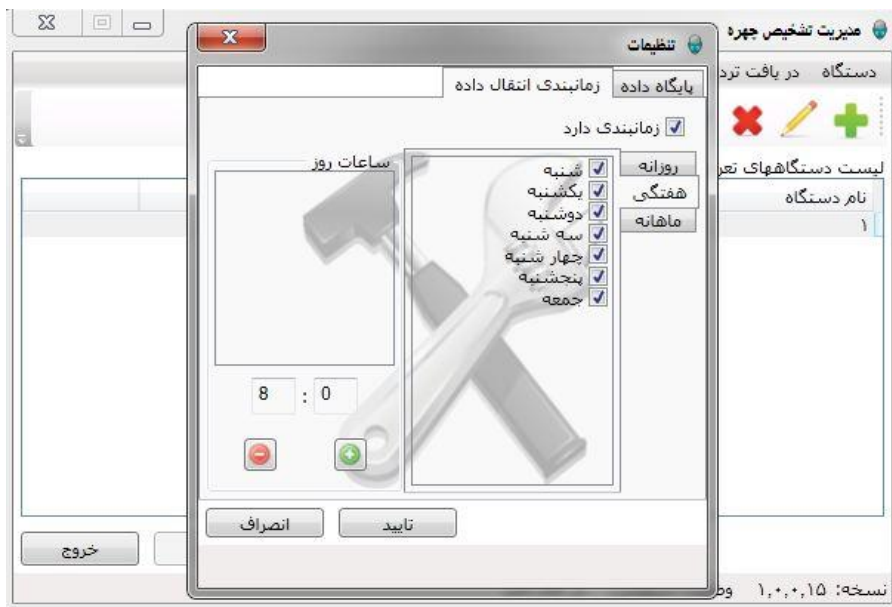 مدیریت تشخیص چهره
تنظیمات
دستگاه در یافت
پایگاه داده زمانبندی انتقال داده
زمانبندی دارد
لیست دستگاههای
نام دستگاه
۱
روزانه
هفتگی
ماهانه
شنبه
یکشنبه
دوشنبه
سه شنبه
چهار شنبه
پنجشنبه
جمعه
ساعات روز
8 : 0
تایید انصراف
خروج
نسخه: ۱,۰,۰,۱۵